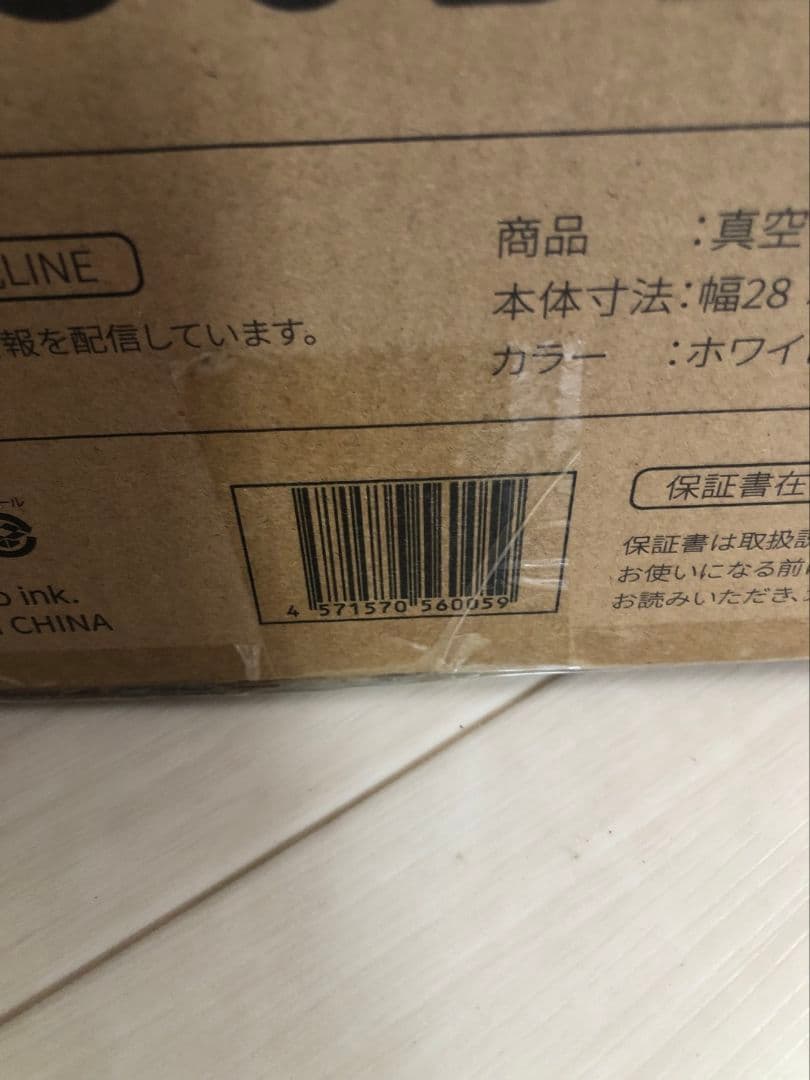 LINE
報を配信しています。
商品　　：真空
本体寸法：幅28
カラー　：ホワイ
ール
ink.
CHINA
4 571570 560059
保証書在
保証書は取扱説
お使いになる前に
お読みいただき、